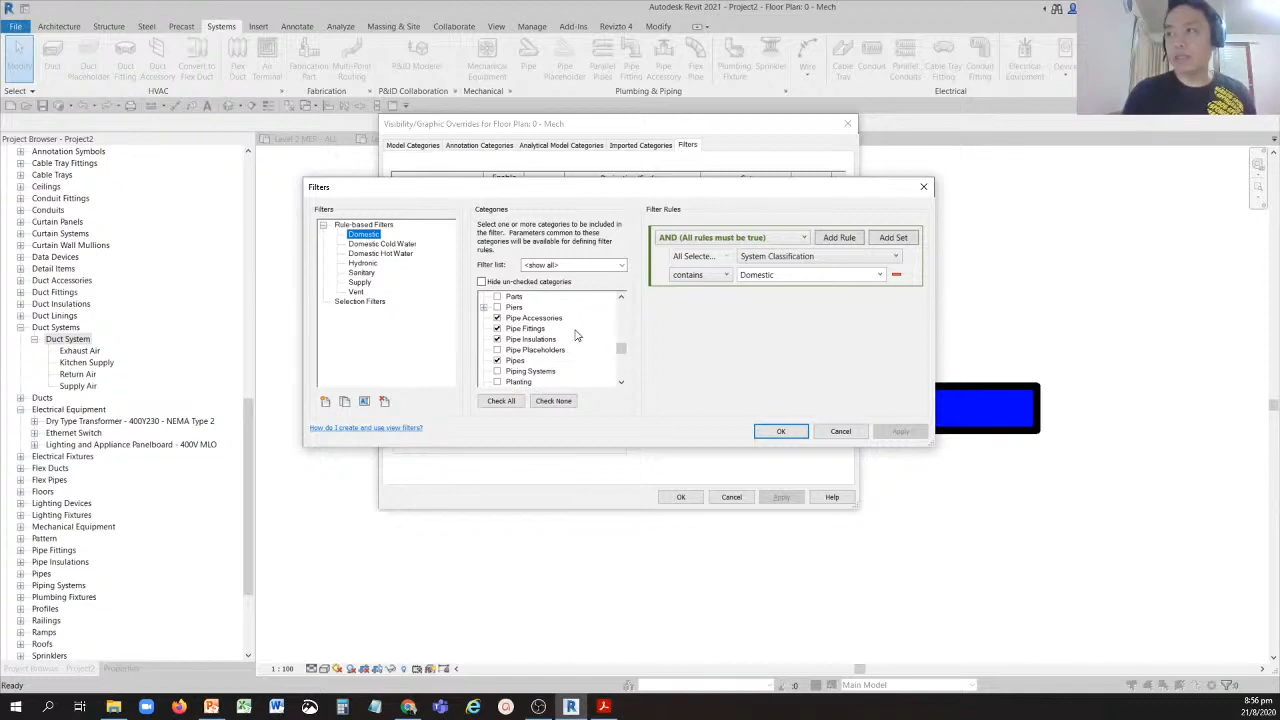 Autodesk Revit 2021 - Project2 - Floor Plan: 0 - Mech
File Architecture Structure Steel Precast Systems Insert Annotate Analyze Massing & Site Collaborate View Manage Add-Ins Revizto 4 Modify
Modify Duct Duct Placeholder Duct Fitting Duct Accessory Convert to Flex Duct Flex Duct Air Terminal Fabrication Part Multi-Point Routing P&ID Modeler Mechanical Equipment Pipe Pipe Placeholder Parallel Pipes Pipe Fitting Pipe Accessory Flex Pipe Plumbing Fixture Sprinkler Wire Cable Tray Conduit Parallel Conduits Cable Tray Fitting Conduit Fitting Electrical Equipment Device
Select HVAC Fabrication P&ID Collaboration Mechanical Plumbing & Piping Electrical
Project Browser - Project2
Level 2 MEP - ALL
Annotation Symbols
Cable Tray Fittings
Cable Trays
Ceilings
Conduit Fittings
Conduits
Curtain Panels
Curtain Systems
Curtain Wall Mullions
Data Devices
Detail Items
Duct Accessories
Duct Fittings
Duct Insulations
Duct Linings
Duct Systems
Duct System
Exhaust Air
Kitchen Supply
Return Air
Supply Air
Ducts
Electrical Equipment
Dry Type Transformer - 400Y230 - NEMA Type 2
Ethernet Switch
Lighting and Appliance Panelboard - 400V MLO
Electrical Fixtures
Flex Ducts
Flex Pipes
Floors
Lighting Devices
Lighting Fixtures
Mechanical Equipment
Pattern
Pipe Fittings
Pipe Insulations
Pipes
Piping Systems
Plumbing Fixtures
Profiles
Railings
Ramps
Roofs
Sprinklers
Project Browser - Project2 Properties
Visibility/Graphic Overrides for Floor Plan: 0 - Mech
Model Categories Annotation Categories Analytical Model Categories Imported Categories Filters
Filters
Filters
Rule-based Filters
Domestic
Domestic Cold Water
Domestic Hot Water
Hydronic
Sanitary
Supply
Vent
Selection Filters
How do I create and use view filters?
Categories
Select one or more categories to be included in the filter. Parameters common to these categories will be available for defining filter rules.
Filter list: <show all>
Hide un-checked categories
Parts
Piers
Pipe Accessories
Pipe Fittings
Pipe Insulations
Pipe Placeholders
Pipes
Piping Systems
Planting
Check All Check None
Filter Rules
AND (All rules must be true) Add Rule Add Set
All Selecte... System Classification
contains Domestic
OK Cancel Apply
OK Cancel Apply Help
1 : 100
Ready :0 Main Model :0
8:56 pm
21/8/2020